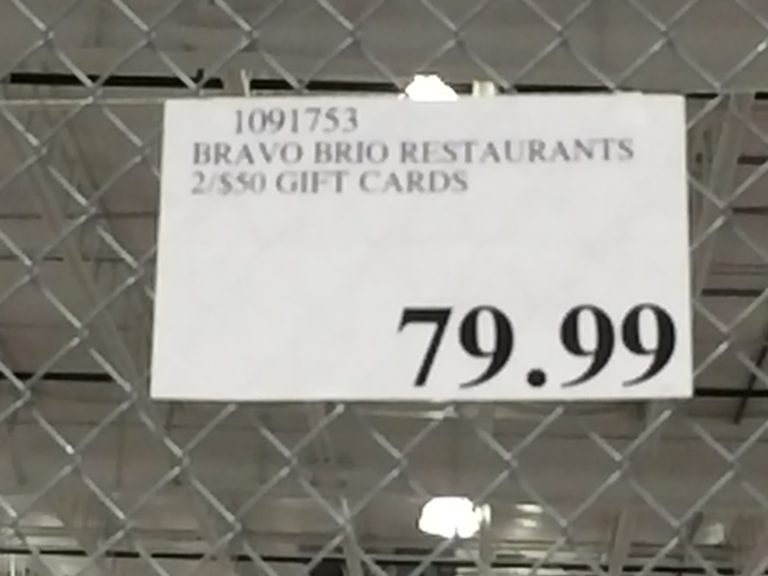 1091753
BRAVO BRIO RESTAURANTS
2/$50 GIFT CARDS
79.99